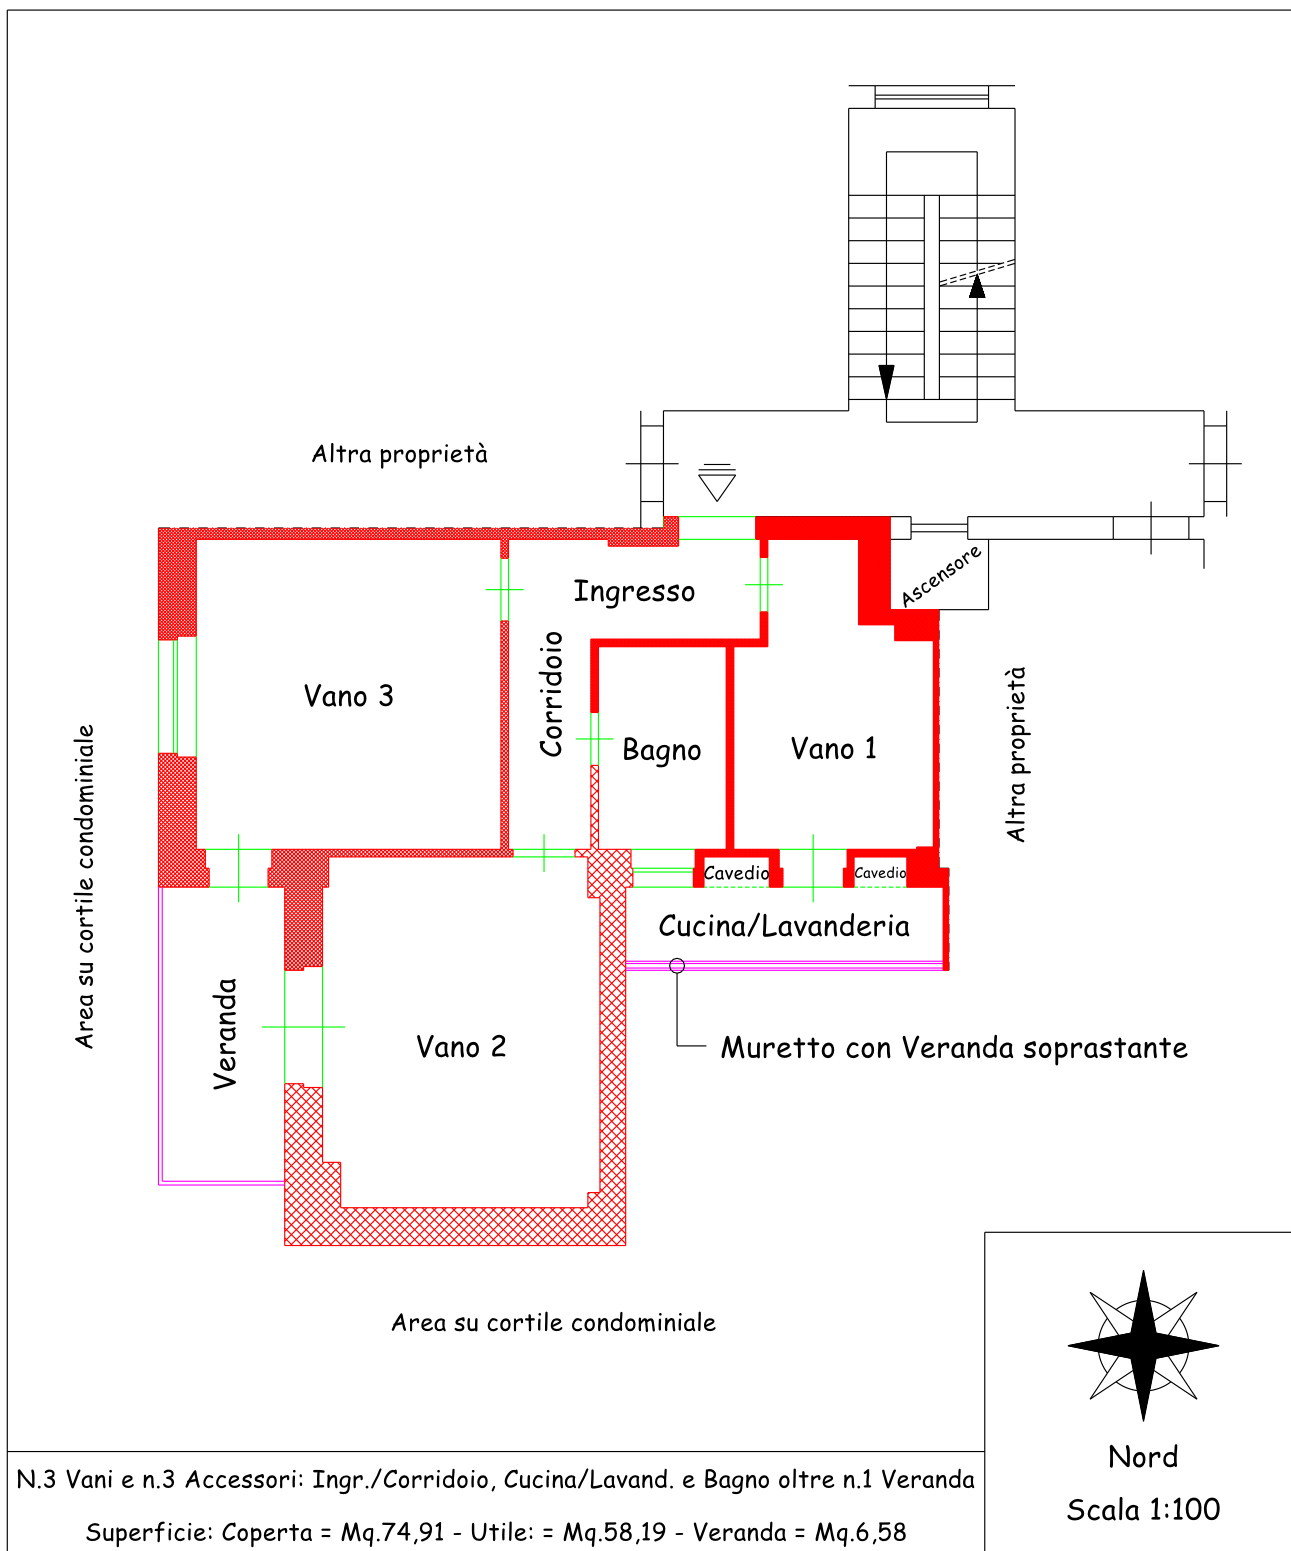 Altra proprietà
Ascensore
Ingresso
Corridoio
Vano 3
Bagno
Vano 1
Altra proprietà
Area su cortile condominiale
Cavedio
Cavedio
Cucina/Lavanderia
Veranda
Vano 2
Muretto con Veranda soprastante
Area su cortile condominiale
Nord
Scala 1:100
N.3 Vani e n.3 Accessori: Ingr./Corridoio, Cucina/Lavand. e Bagno oltre n.1 Veranda
Superficie: Coperta = Mq.74,91 - Utile: = Mq.58,19 - Veranda = Mq.6,58